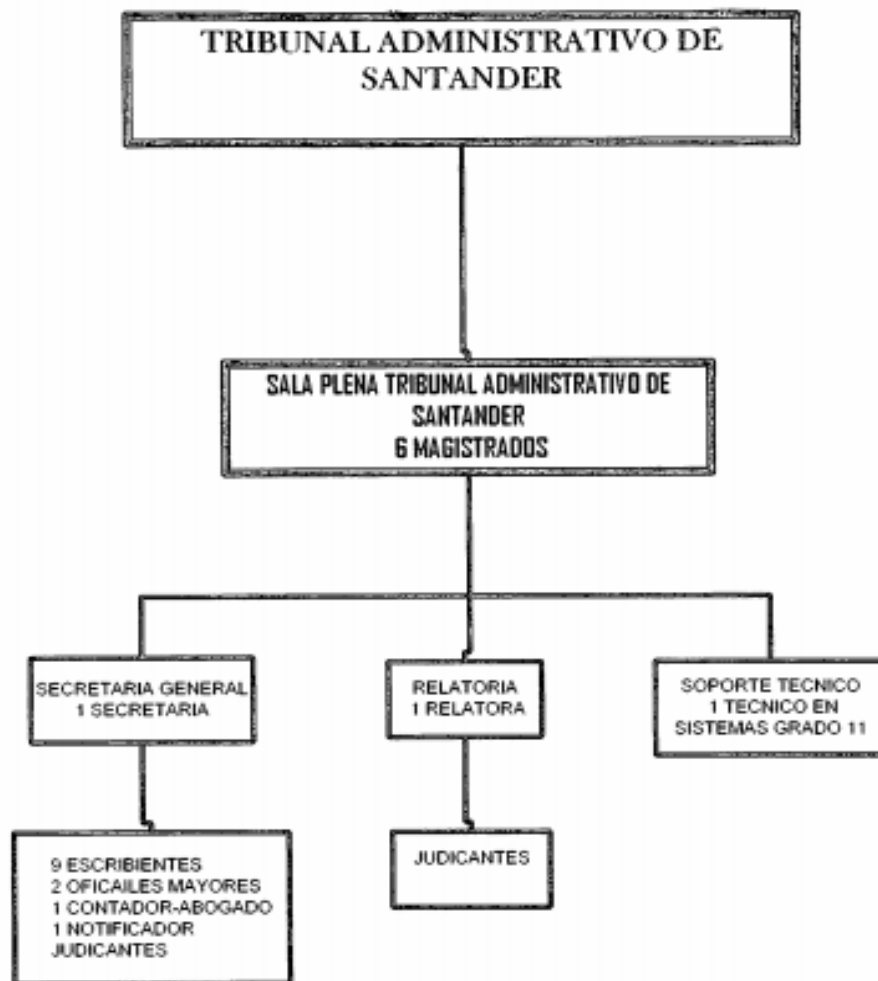 TRIBUNAL ADMINISTRATIVO DE
SANTANDER
SALA PLENA TRIBUNAL ADMINISTRATIVO DE
SANTANDER
6 MAGISTRADOS
SECRETARIA GENERAL
1 SECRETARIA
RELATORIA
1 RELATORA
SOPORTE TECNICO
1 TECNICO EN
SISTEMAS GRADO 11
9 ESCRIBIENTES
2 OFICAILES MAYORES
1 CONTADOR-ABOGADO
1 NOTIFICADOR
JUDICANTES
JUDICANTES